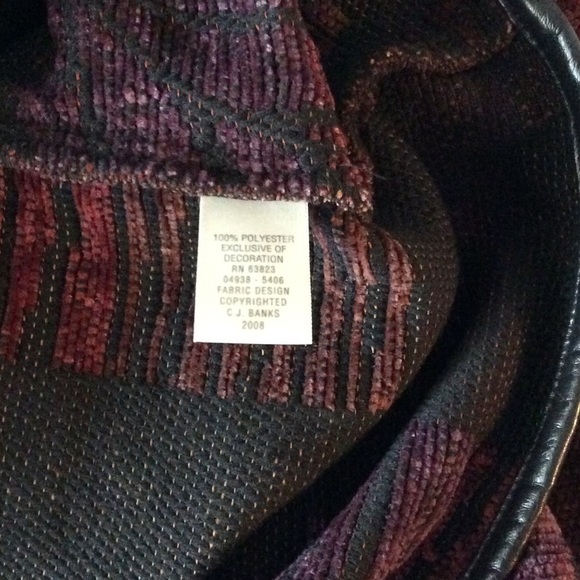 100% POLYESTER
EXCLUSIVE OF
DECORATION
RN 63823
04938 - 5406
FABRIC DESIGN
COPYRIGHTED
C.J. BANKS
2008